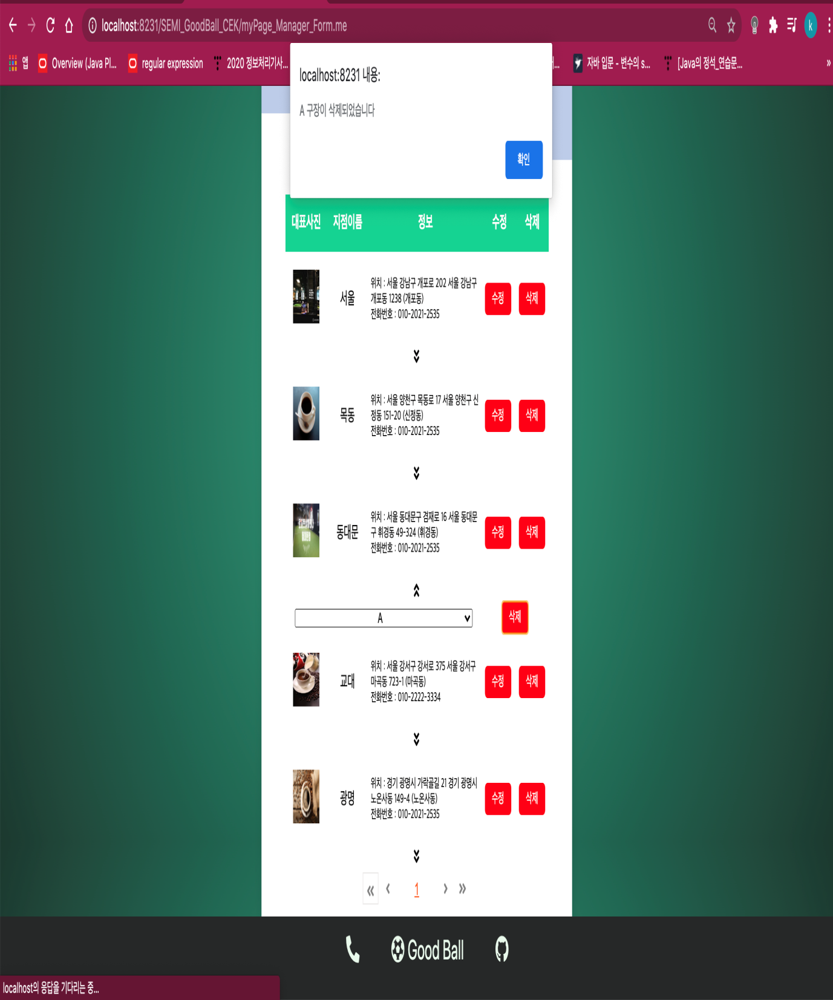 localhost:8231/SEMI_GoodBall_CEK/myPage_Manager_Form.me
k
앱 Overview (Java Pl... regular expression 2020 정보처리기사... 자바 입문 - 변수의 s... [Java의 정석_연습문... »
localhost:8231 내용:
A 구장이 삭제되었습니다
확인
대표사진 지점이름 정보 수정 삭제
위치 : 서울 강남구 개포로 202 서울 강남구
개포동 1238 (개포동)
전화번호 : 010-2021-2535
서울
수정 삭제
위치 : 서울 양천구 목동로 17 서울 양천구 신
정동 151-20 (신정동)
전화번호 : 010-2021-2535
목동
수정 삭제
위치 : 서울 동대문구 겸재로 16 서울 동대문
구 휘경동 49-324 (휘경동)
전화번호 : 010-2021-2535
동대문
수정 삭제
A
삭제
위치 : 서울 강서구 강서로 375 서울 강서구
마곡동 723-1 (마곡동)
전화번호 : 010-2222-3334
교대
수정 삭제
위치 : 경기 광명시 가락골길 21 경기 광명시
노온사동 149-4 (노온사동)
전화번호 : 010-2021-2535
광명
수정 삭제
« ‹ 1 › »
Good Ball
localhost의 응답을 기다리는 중...